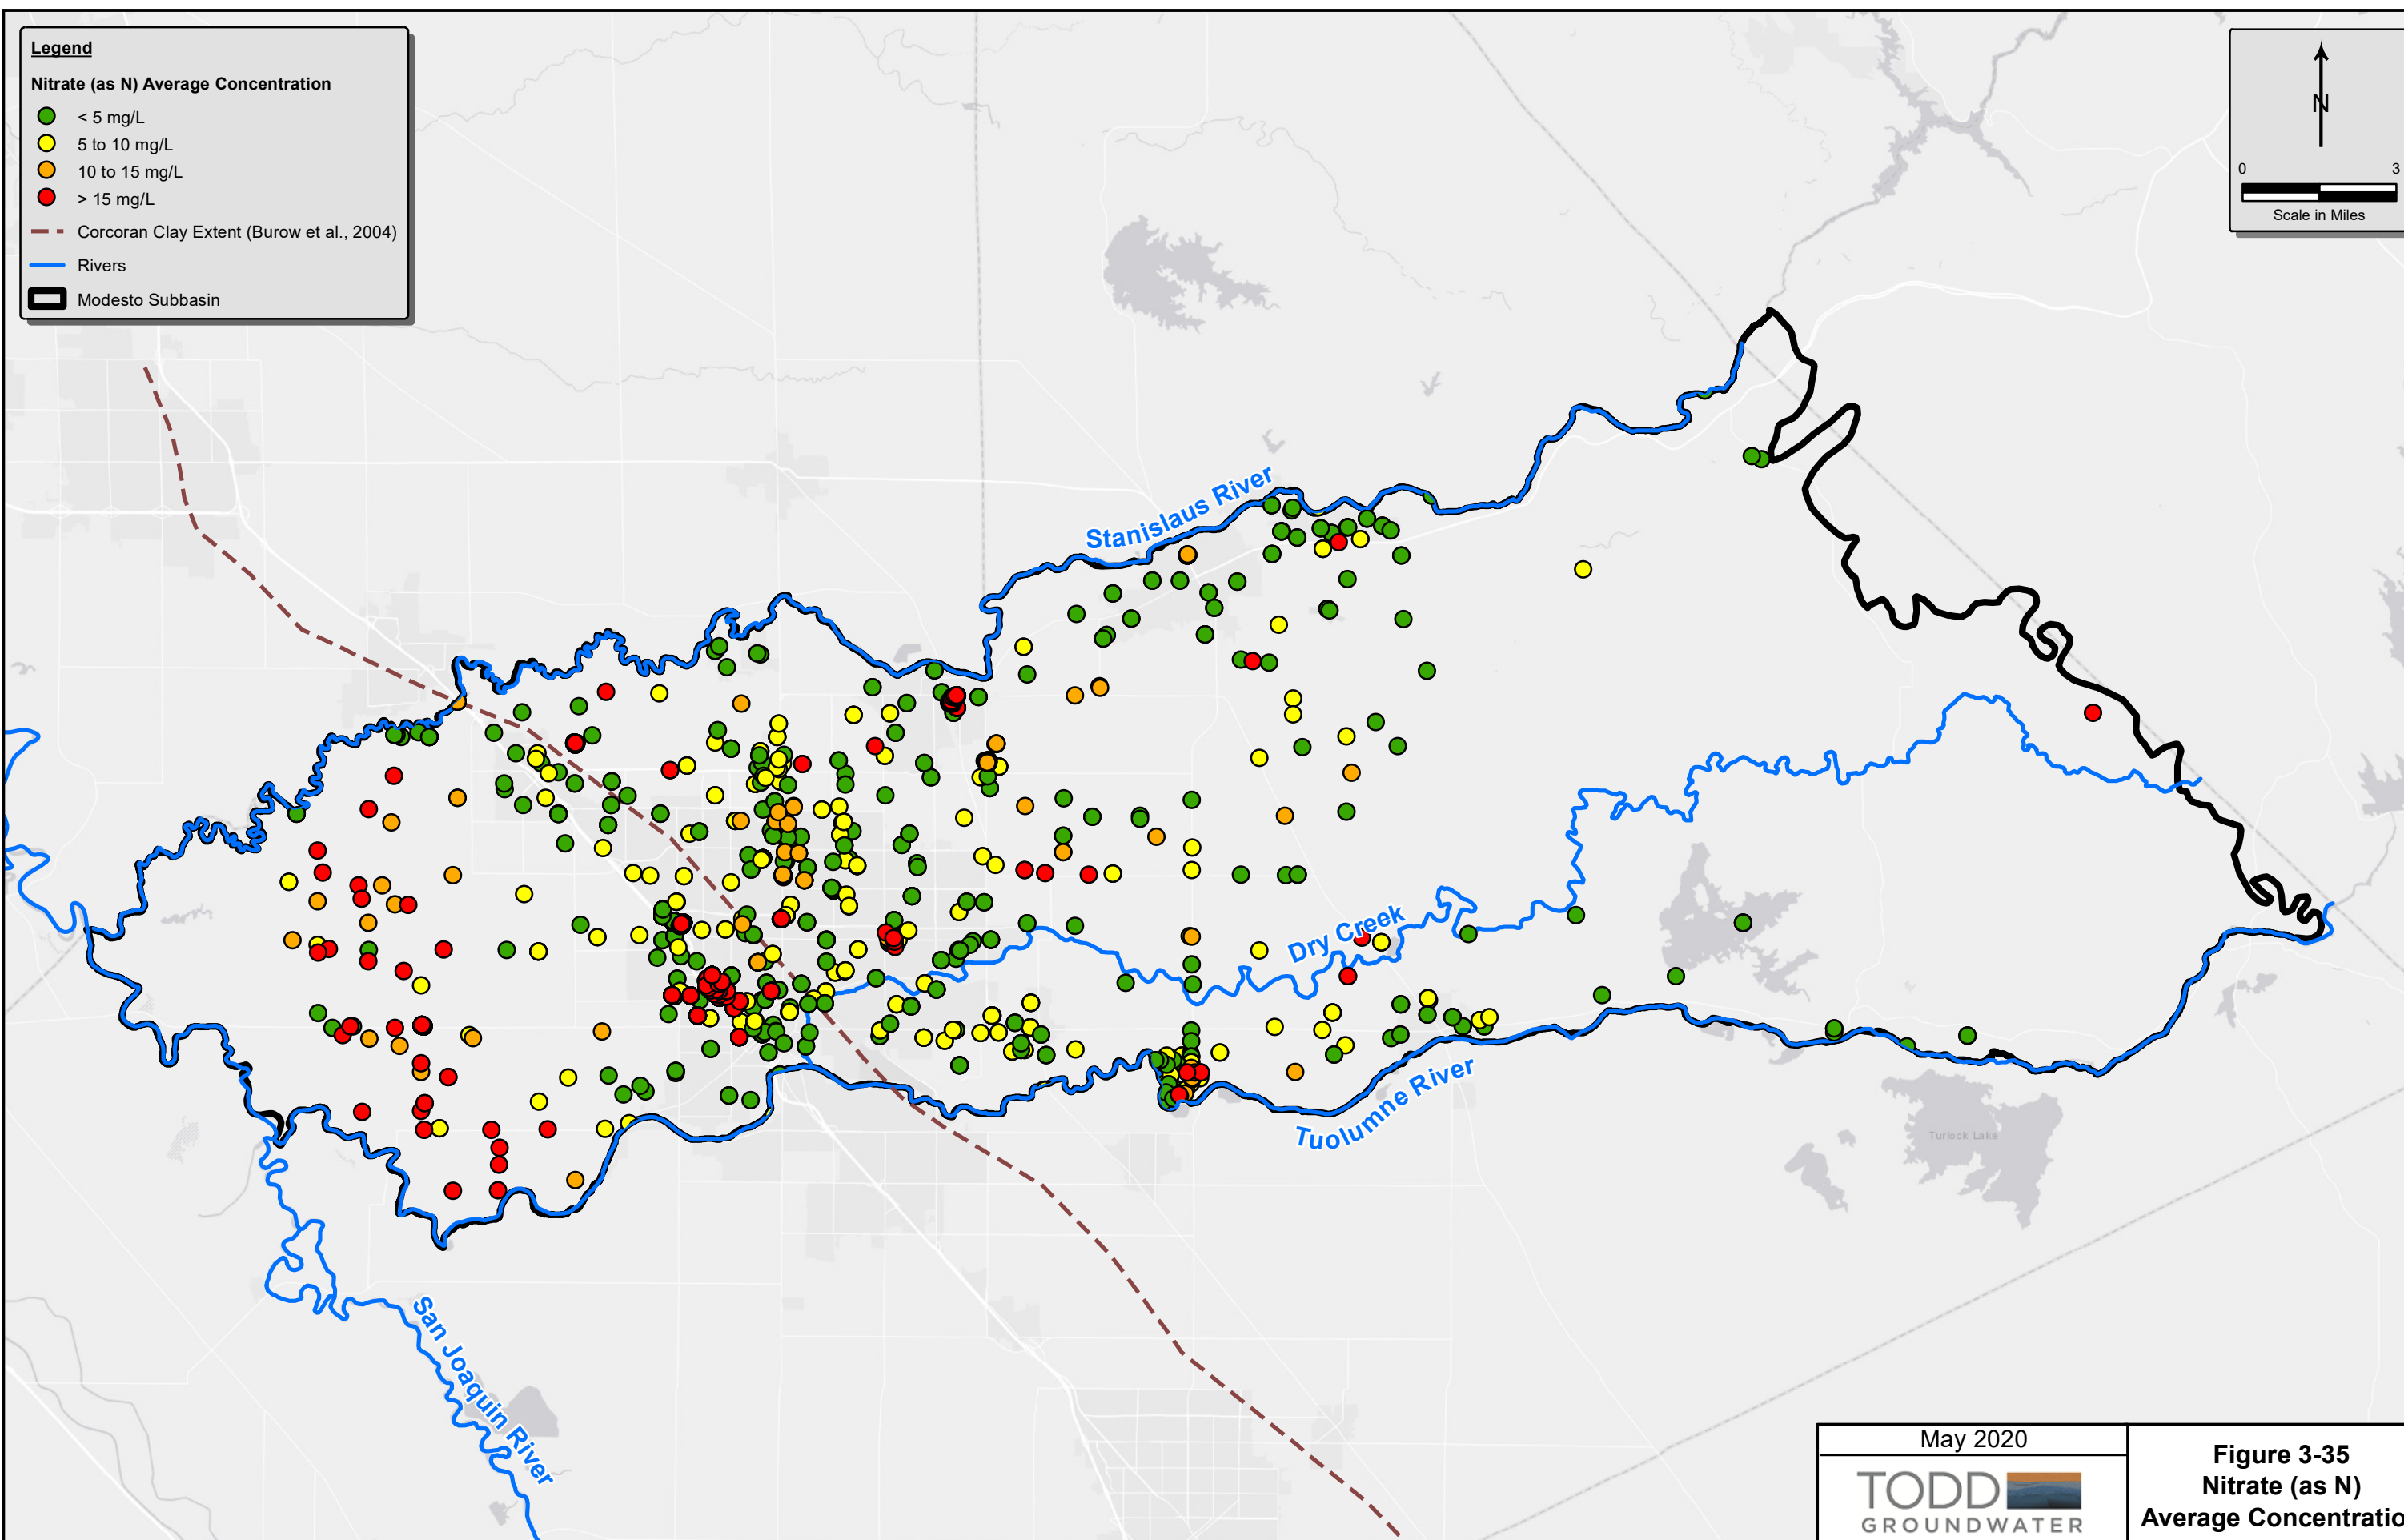 Legend
Nitrate (as N) Average Concentration
< 5 mg/L
5 to 10 mg/L
10 to 15 mg/L
> 15 mg/L
Corcoran Clay Extent (Burow et al., 2004)
Rivers
Modesto Subbasin
N
0 3
Scale in Miles
Stanislaus River
Dry Creek
Tuolumne River
Turlock Lake
San Joaquin River
May 2020
TODD
GROUNDWATER
Figure 3-35
Nitrate (as N)
Average Concentratio